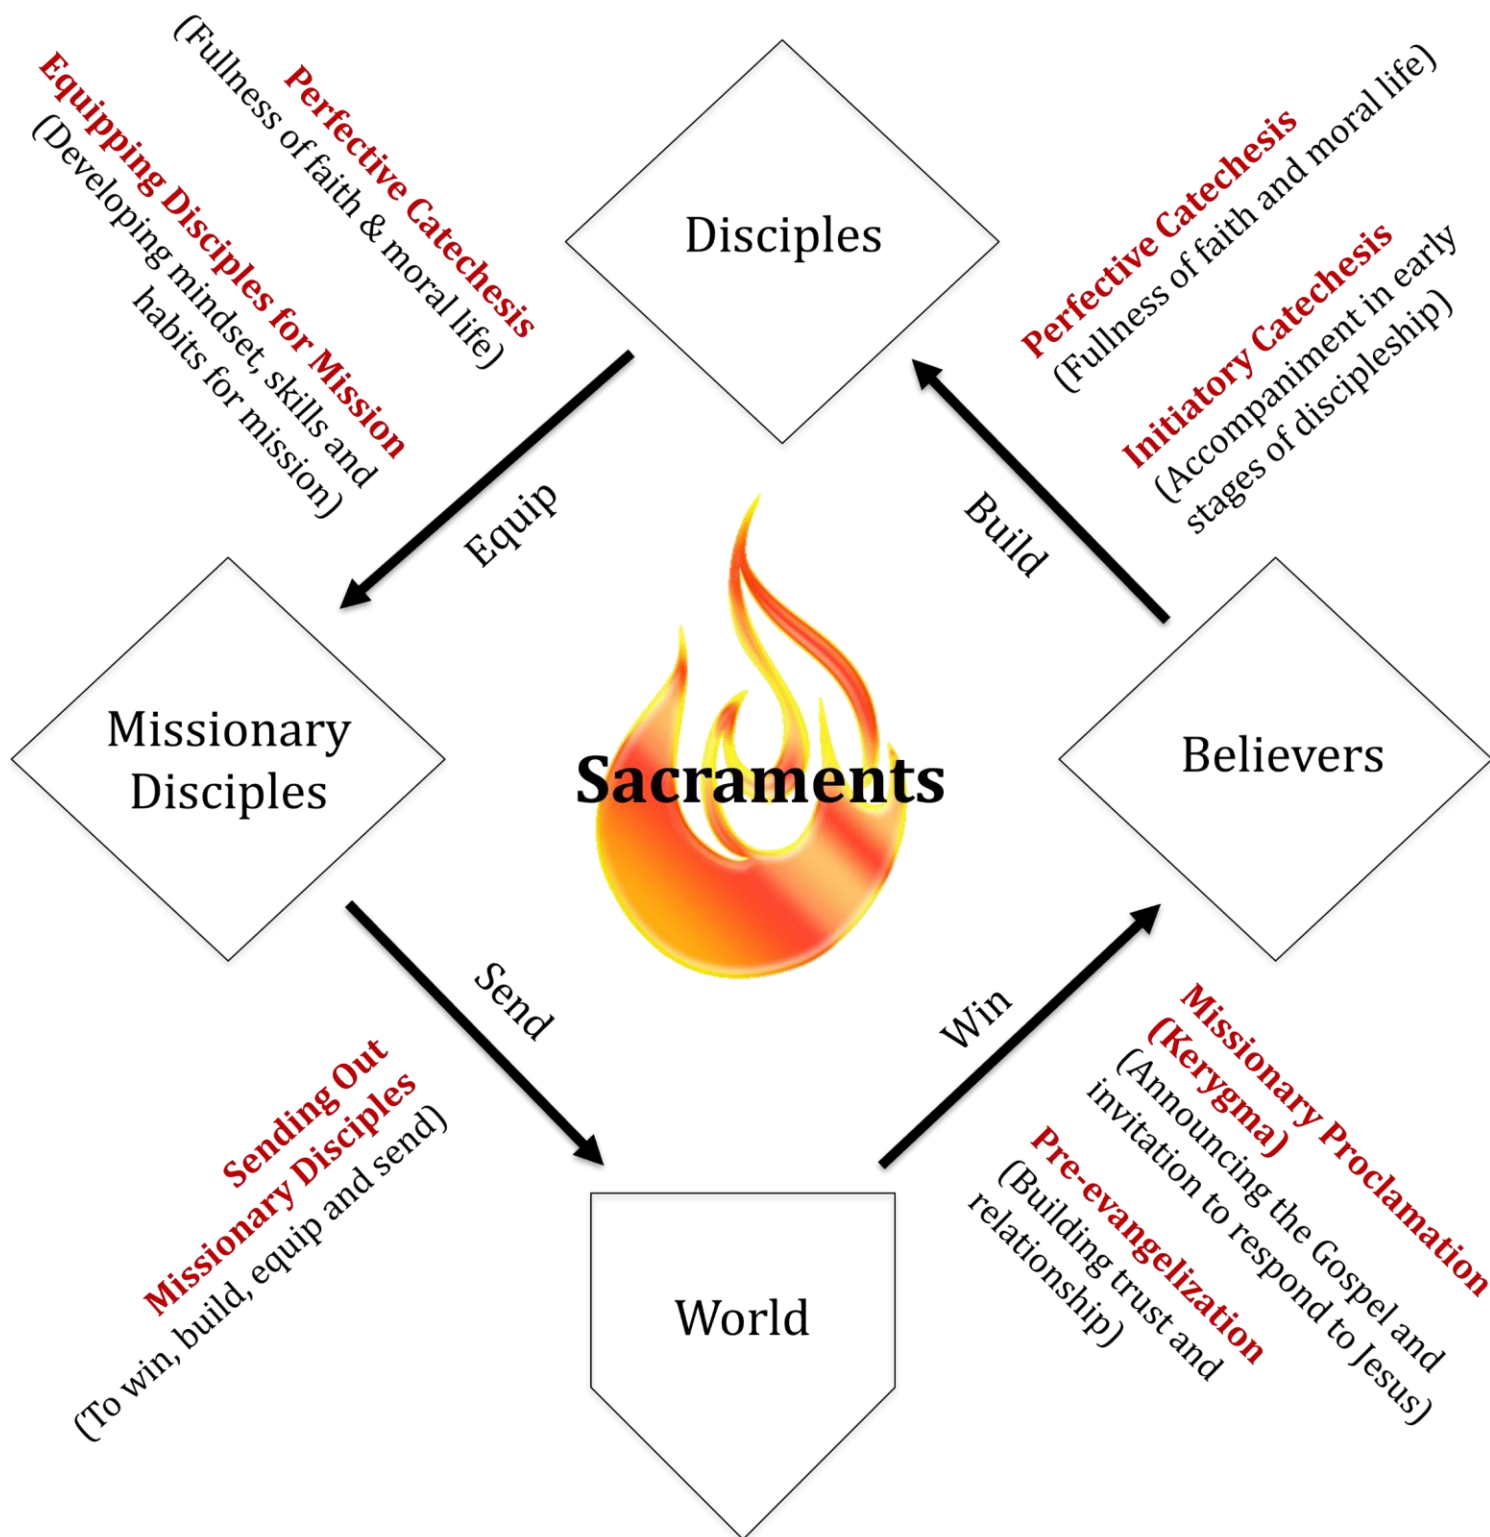 Disciples
Perfective Catechesis
(Fullness of faith & moral life)
Equipping Disciples for Mission
(Developing mindset, skills and
habits for mission)
Equip
Perfective Catechesis
(Fullness of faith and moral life)
Initiatory Catechesis
(Accompaniment in early
stages of discipleship)
Build
Missionary
Disciples
Sacraments
Believers
Send
Sending Out
Missionary Disciples
(To win, build, equip and send)
Win
Missionary Proclamation
(Kerygma)
(Announcing the Gospel and
invitation to respond to Jesus)
Pre-evangelization
(Building trust and
relationship)
World